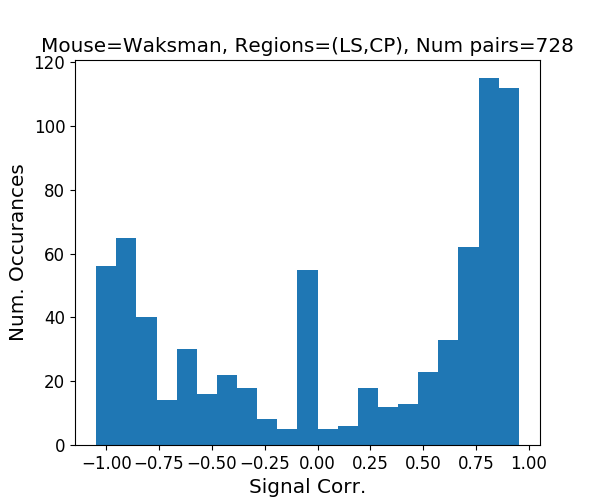 Mouse=Waksman, Regions=(LS,CP), Num pairs=728
120
100
80
60
40
20
0
Num. Occurances
−1.00 −0.75 −0.50 −0.25 0.00 0.25 0.50 0.75 1.00
Signal Corr.